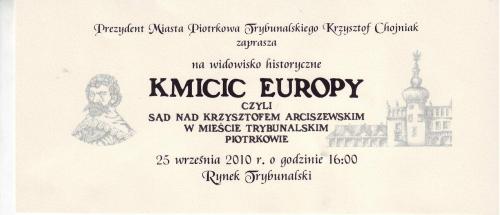 Prezydent Miasta Piotrkowa Trybunalskiego Krzysztof Chojniak
zaprasza
na widowisko historyczne
KMICIC EUROPY
CZYLI
SĄD NAD KRZYSZTOFEM ARCISZEWSKIM
W MIEŚCIE TRYBUNALSKIM
PIOTRKOWIE
25 września 2010 r. o godzinie 16:00
Rynek Trybunalski